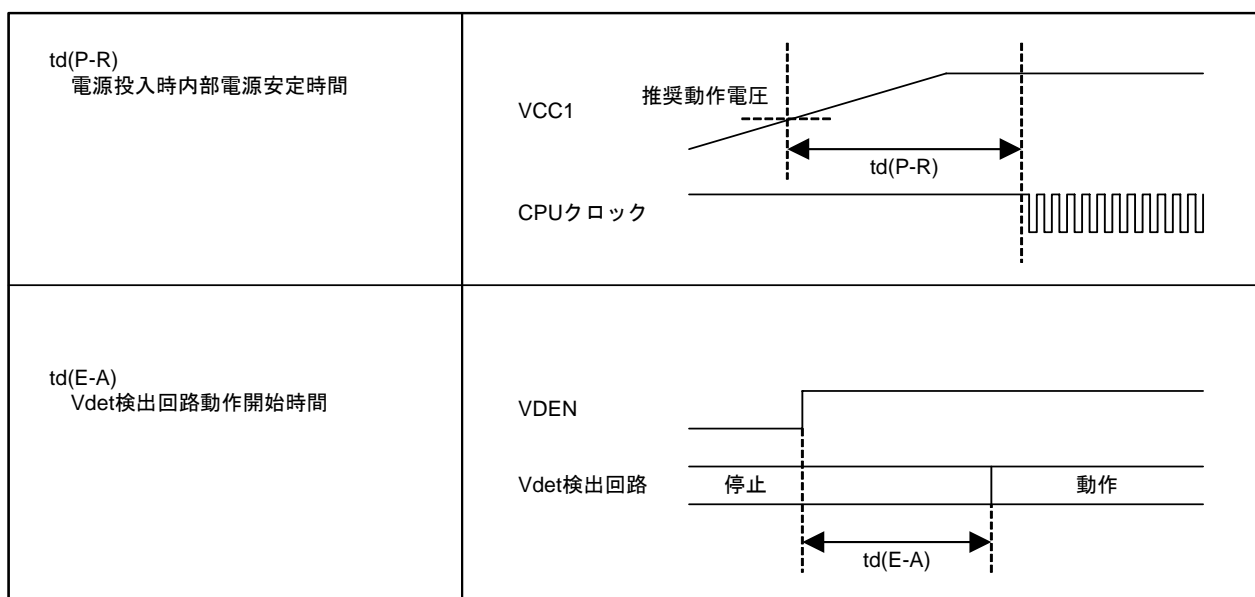 td(P-R)
電源投入時内部電源安定時間
VCC1
推奨動作電圧
td(P-R)
CPUクロック
td(E-A)
Vdet検出回路動作開始時間
VDEN
Vdet検出回路
停止
動作
td(E-A)